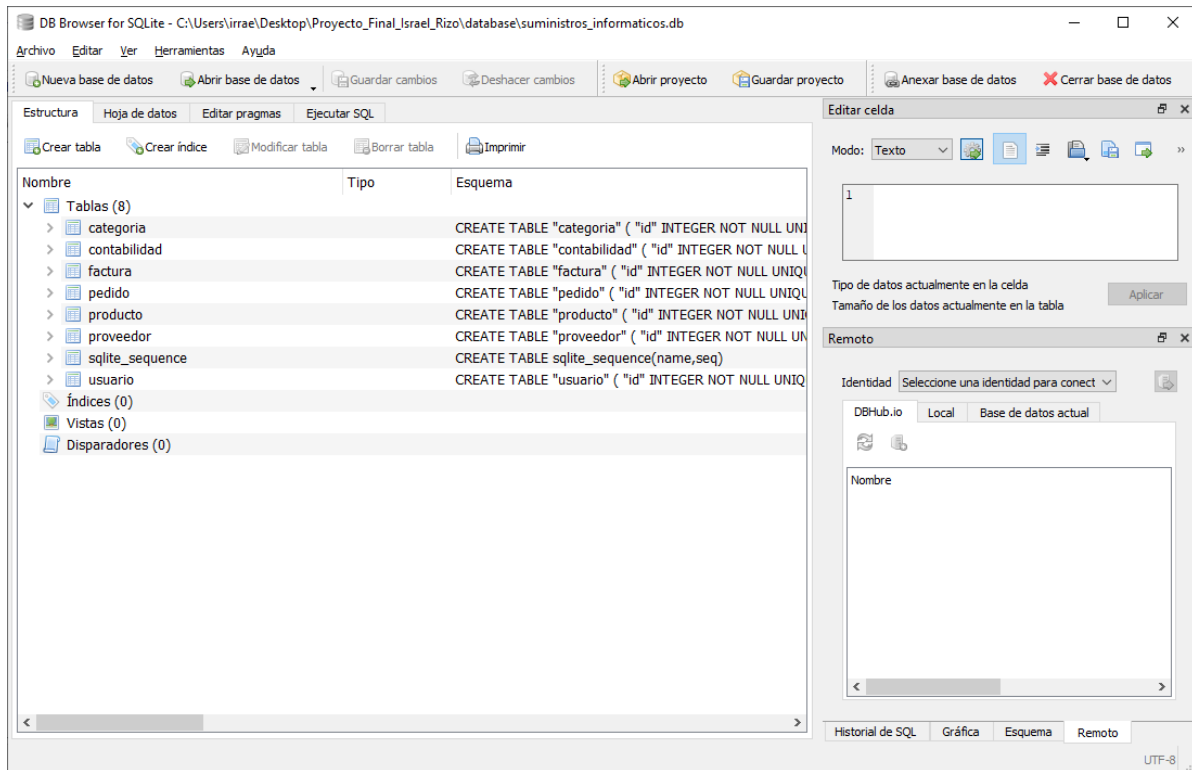 DB Browser for SQLite - C:\Users\irrae\Desktop\Proyecto_Final_Israel_Rizo\database\suministros_informaticos.db
Archivo Editar Ver Herramientas Ayuda
Nueva base de datos Abrir base de datos Guardar cambios Deshacer cambios Abrir proyecto Guardar proyecto Anexar base de datos Cerrar base de datos
Estructura Hoja de datos Editar pragmas Ejecutar SQL
Crear tabla Crear índice Modificar tabla Borrar tabla Imprimir
Nombre Tipo Esquema
Tablas (8)
categoria CREATE TABLE "categoria" ( "id" INTEGER NOT NULL UNI
contabilidad CREATE TABLE "contabilidad" ( "id" INTEGER NOT NULL U
factura CREATE TABLE "factura" ( "id" INTEGER NOT NULL UNIQU
pedido CREATE TABLE "pedido" ( "id" INTEGER NOT NULL UNIQU
producto CREATE TABLE "producto" ( "id" INTEGER NOT NULL UNI
proveedor CREATE TABLE "proveedor" ( "id" INTEGER NOT NULL UN
sqlite_sequence CREATE TABLE sqlite_sequence(name,seq)
usuario CREATE TABLE "usuario" ( "id" INTEGER NOT NULL UNIQ
Índices (0)
Vistas (0)
Disparadores (0)
Editar celda
Modo: Texto »
1
Tipo de datos actualmente en la celda
Tamaño de los datos actualmente en la tabla
Aplicar
Remoto
Identidad Seleccione una identidad para conect
DBHub.io Local Base de datos actual
Nombre
Historial de SQL Gráfica Esquema Remoto
UTF-8